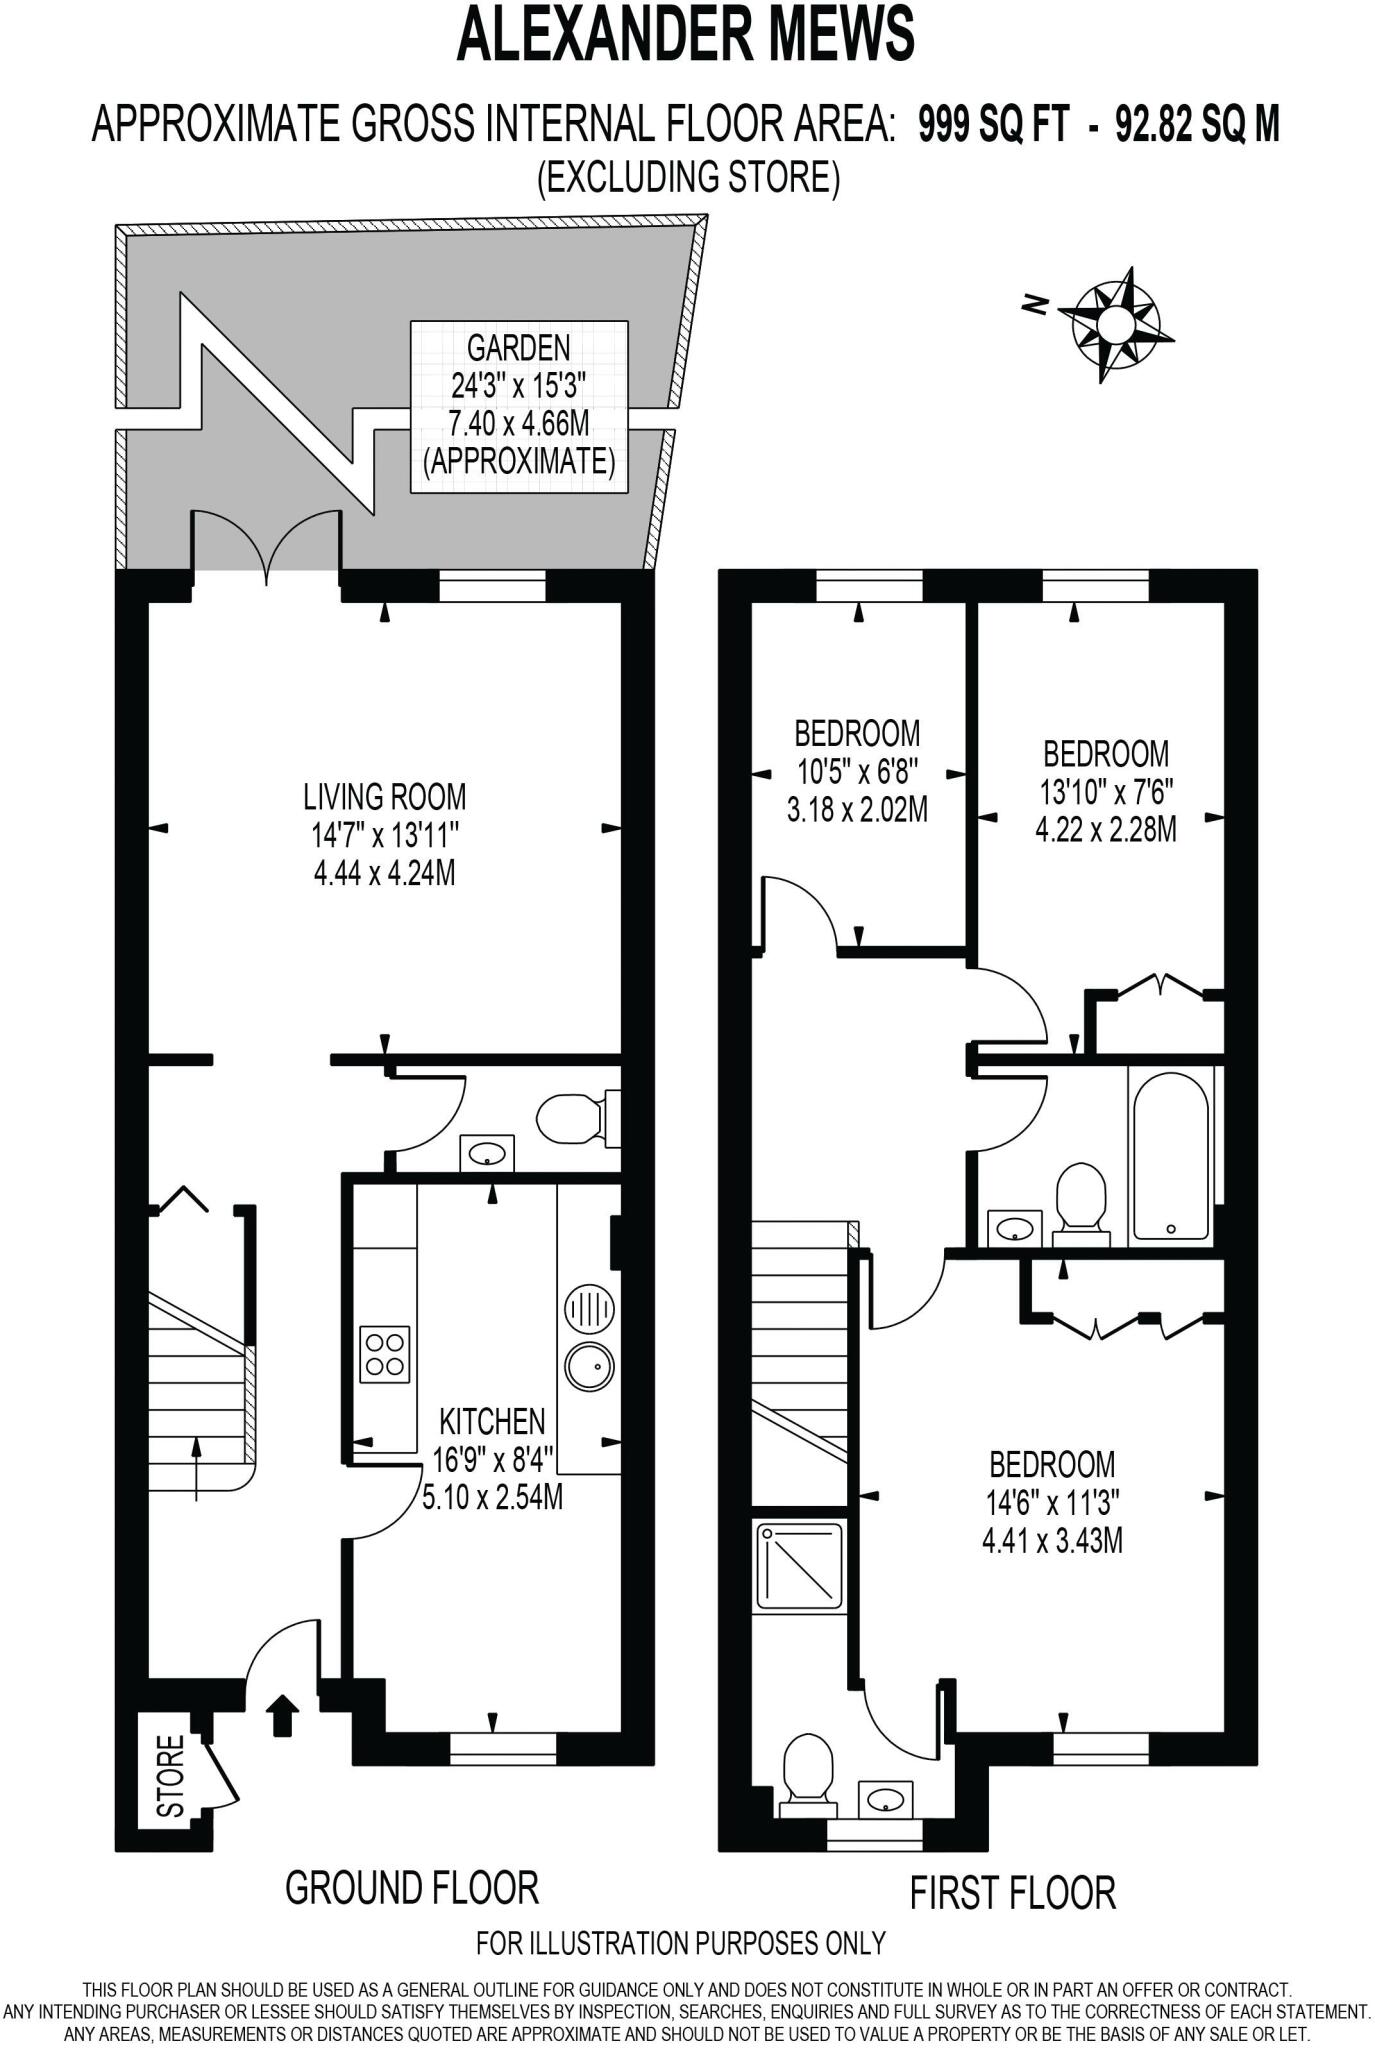 ALEXANDER MEWS
APPROXIMATE GROSS INTERNAL FLOOR AREA: 999 SQ FT - 92.82 SQ M
(EXCLUDING STORE)
N
GARDEN
24'3" x 15'3"
7.40 x 4.66M
(APPROXIMATE)
LIVING ROOM
14'7" x 13'11"
4.44 x 4.24M
KITCHEN
16'9" x 8'4"
5.10 x 2.54M
STORE
GROUND FLOOR
BEDROOM
10'5" x 6'8"
3.18 x 2.02M
BEDROOM
13'10" x 7'6"
4.22 x 2.28M
BEDROOM
14'6" x 11'3"
4.41 x 3.43M
FIRST FLOOR
FOR ILLUSTRATION PURPOSES ONLY
THIS FLOOR PLAN SHOULD BE USED AS A GENERAL OUTLINE FOR GUIDANCE ONLY AND DOES NOT CONSTITUTE IN WHOLE OR IN PART AN OFFER OR CONTRACT.
ANY INTENDING PURCHASER OR LESSEE SHOULD SATISFY THEMSELVES BY INSPECTION, SEARCHES, ENQUIRIES AND FULL SURVEY AS TO THE CORRECTNESS OF EACH STATEMENT.
ANY AREAS, MEASUREMENTS OR DISTANCES QUOTED ARE APPROXIMATE AND SHOULD NOT BE USED TO VALUE A PROPERTY OR BE THE BASIS OF ANY SALE OR LET.